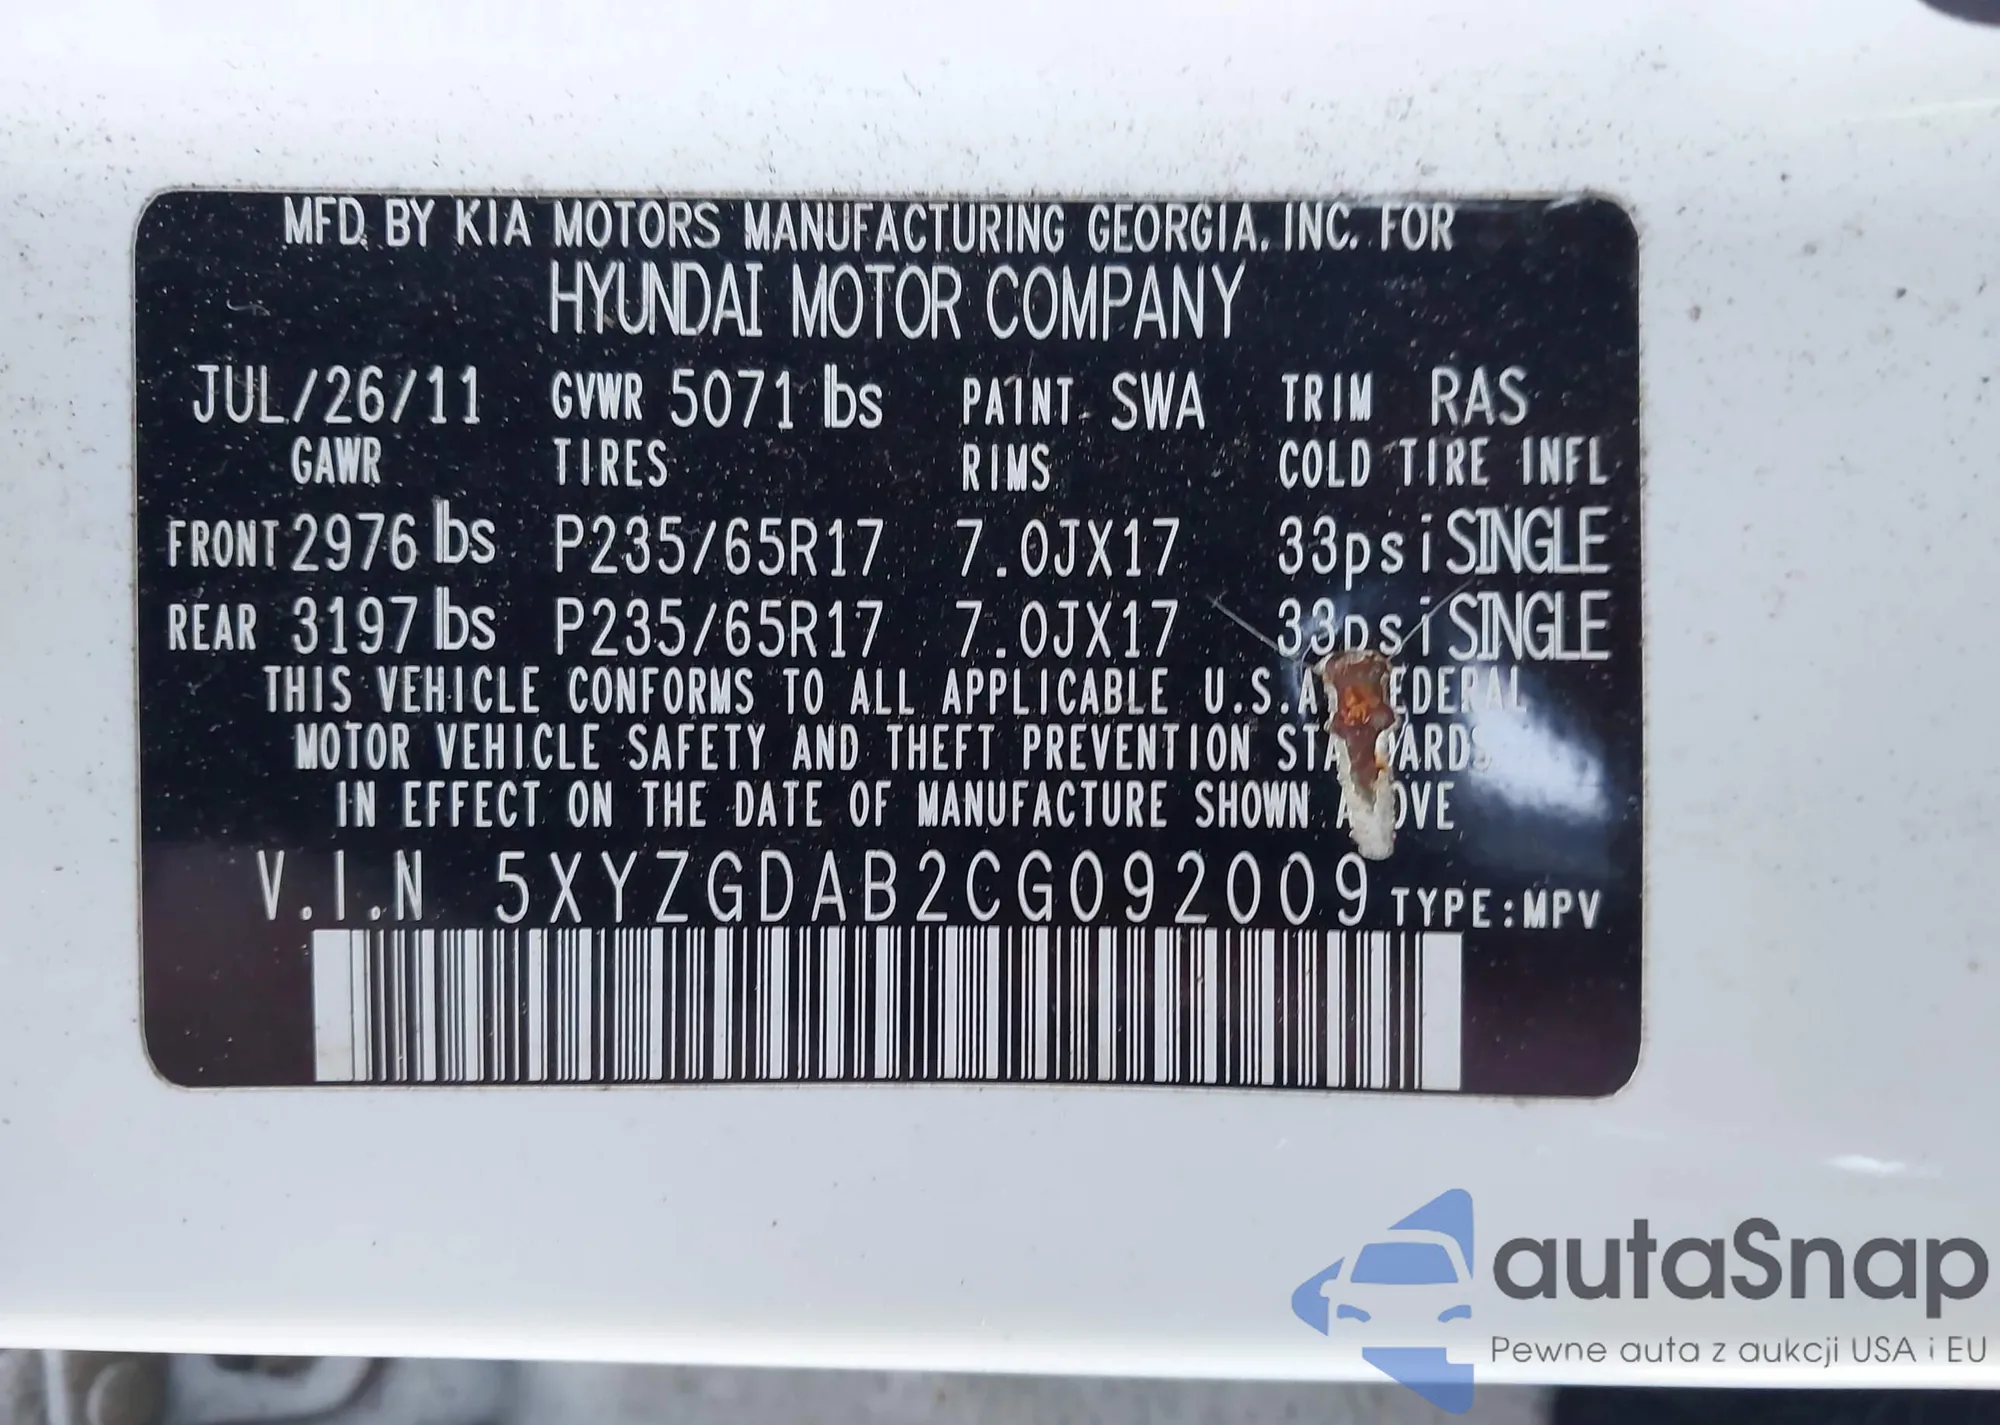 MFD. BY KIA MOTORS MANUFACTURING GEORGIA, INC. FOR
HYUNDAI MOTOR COMPANY
JUL/26/11 GVWR 5071 lbs PAINT SWA TRIM RAS
GAWR TIRES RIMS COLD TIRE INFL
FRONT 2976 lbs P235/65R17 7.0JX17 33psi SINGLE
REAR 3197 lbs P235/65R17 7.0JX17 33psi SINGLE
THIS VEHICLE CONFORMS TO ALL APPLICABLE U.S.A. FEDERAL
MOTOR VEHICLE SAFETY AND THEFT PREVENTION STANDARDS
IN EFFECT ON THE DATE OF MANUFACTURE SHOWN ABOVE
V.I.N 5XYZGDAB2CG092009 TYPE:MPV
autaSnap
Pewne auta z aukcji USA i EU